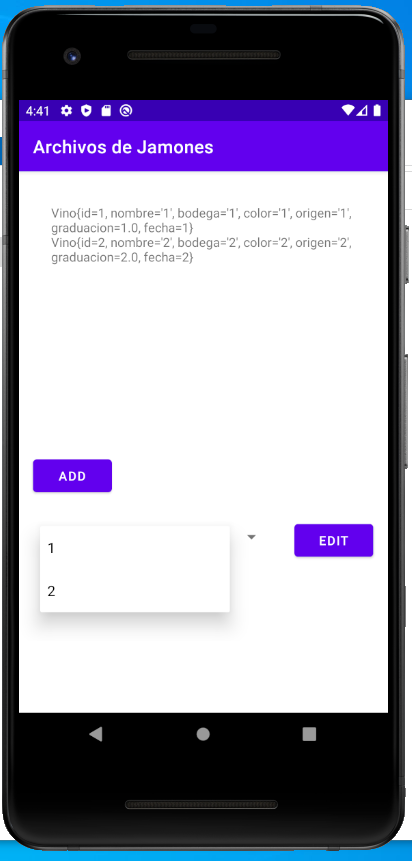 4:41
Archivos de Jamones
Vino{id=1, nombre='1', bodega='1', color='1', origen='1',
graduacion=1.0, fecha=1}
Vino{id=2, nombre='2', bodega='2', color='2', origen='2',
graduacion=2.0, fecha=2}
ADD
1
EDIT
2